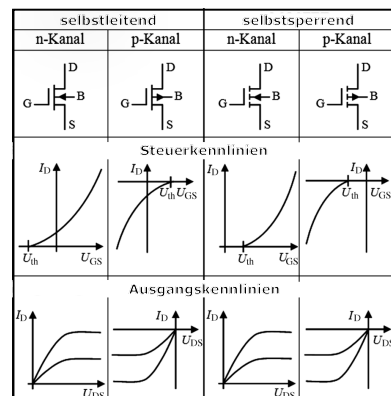 selbstleitend selbstsperrend
n-Kanal p-Kanal n-Kanal p-Kanal
D D D D
G B G B G B G B
S S S S
Steuerkennlinien
I_D I_D I_D I_D
U_th U_GS U_th U_GS U_th U_GS U_th U_GS
Ausgangskennlinien
I_D I_D I_D I_D
U_DS U_DS U_DS U_DS